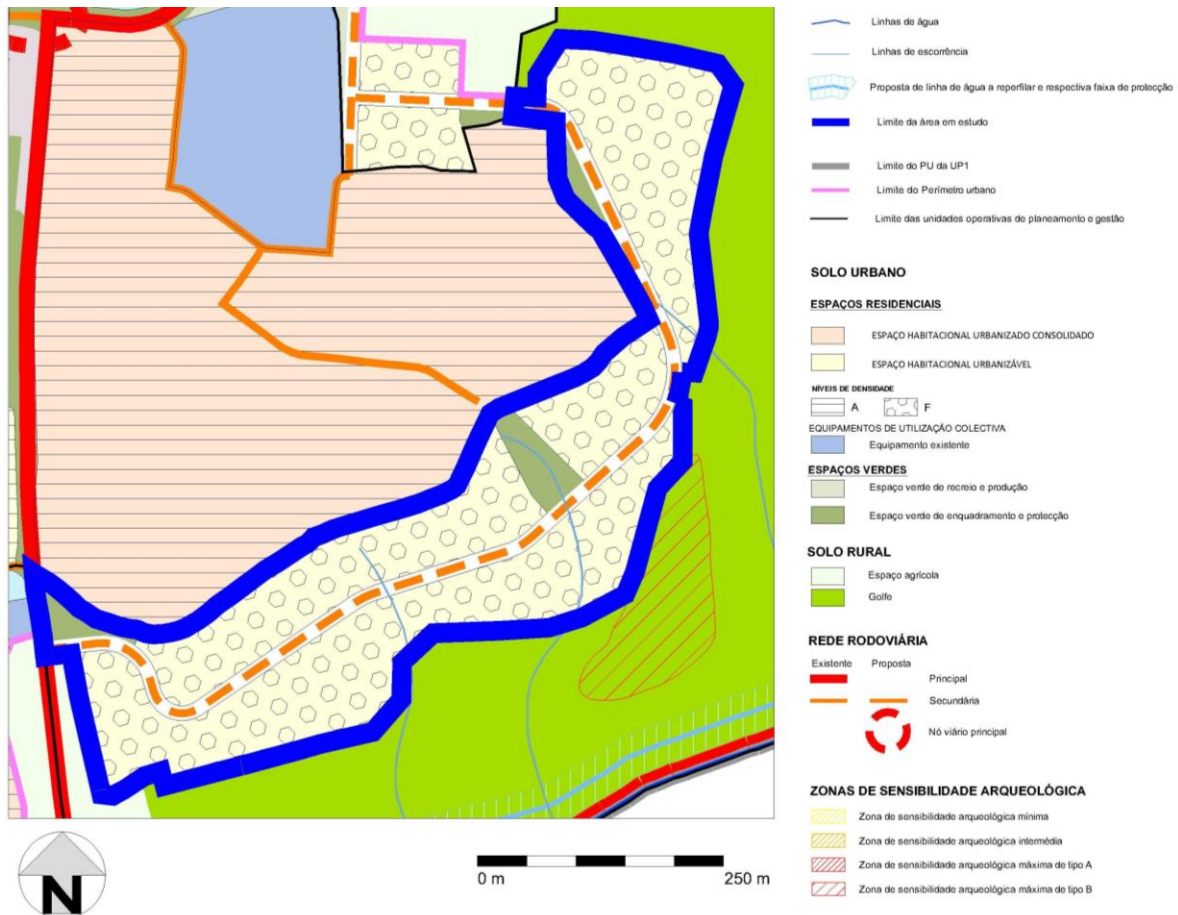 Linhas de água
Linhas de escorrência
Proposta de linha de água a reperfilar e respectiva faixa de protecção
Limite da área em estudo
Limite do PU da UP1
Limite do Perímetro urbano
Limite das unidades operativas de planeamento e gestão
SOLO URBANO
ESPAÇOS RESIDENCIAIS
ESPAÇO HABITACIONAL URBANIZADO CONSOLIDADO
ESPAÇO HABITACIONAL URBANIZÁVEL
NÍVEIS DE DENSIDADE
A F
EQUIPAMENTOS DE UTILIZAÇÃO COLECTIVA
Equipamento existente
ESPAÇOS VERDES
Espaço verde de recreio e produção
Espaço verde de enquadramento e protecção
SOLO RURAL
Espaço agrícola
Golfe
REDE RODOVIÁRIA
Existente Proposta
Principal
Secundária
Nó viário principal
ZONAS DE SENSIBILIDADE ARQUEOLÓGICA
Zona de sensibilidade arqueológica mínima
Zona de sensibilidade arqueológica intermédia
Zona de sensibilidade arqueológica máxima de tipo A
Zona de sensibilidade arqueológica máxima de tipo B
N
0 m 250 m